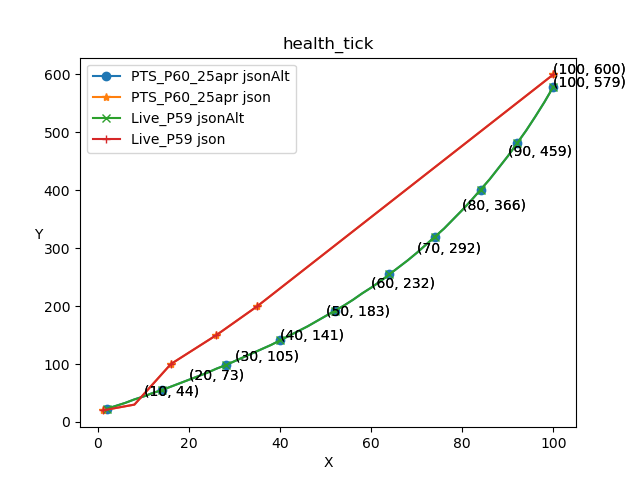 health_tick
PTS_P60_25apr jsonAlt
PTS_P60_25apr json
Live_P59 jsonAlt
Live_P59 json
(100, 600)
(100, 579)
(90, 459)
(80, 366)
(70, 292)
(60, 232)
(50, 183)
(40, 141)
(30, 105)
(20, 73)
(10, 44)
600
500
400
300
200
100
0
Y
0 20 40 60 80 100
X